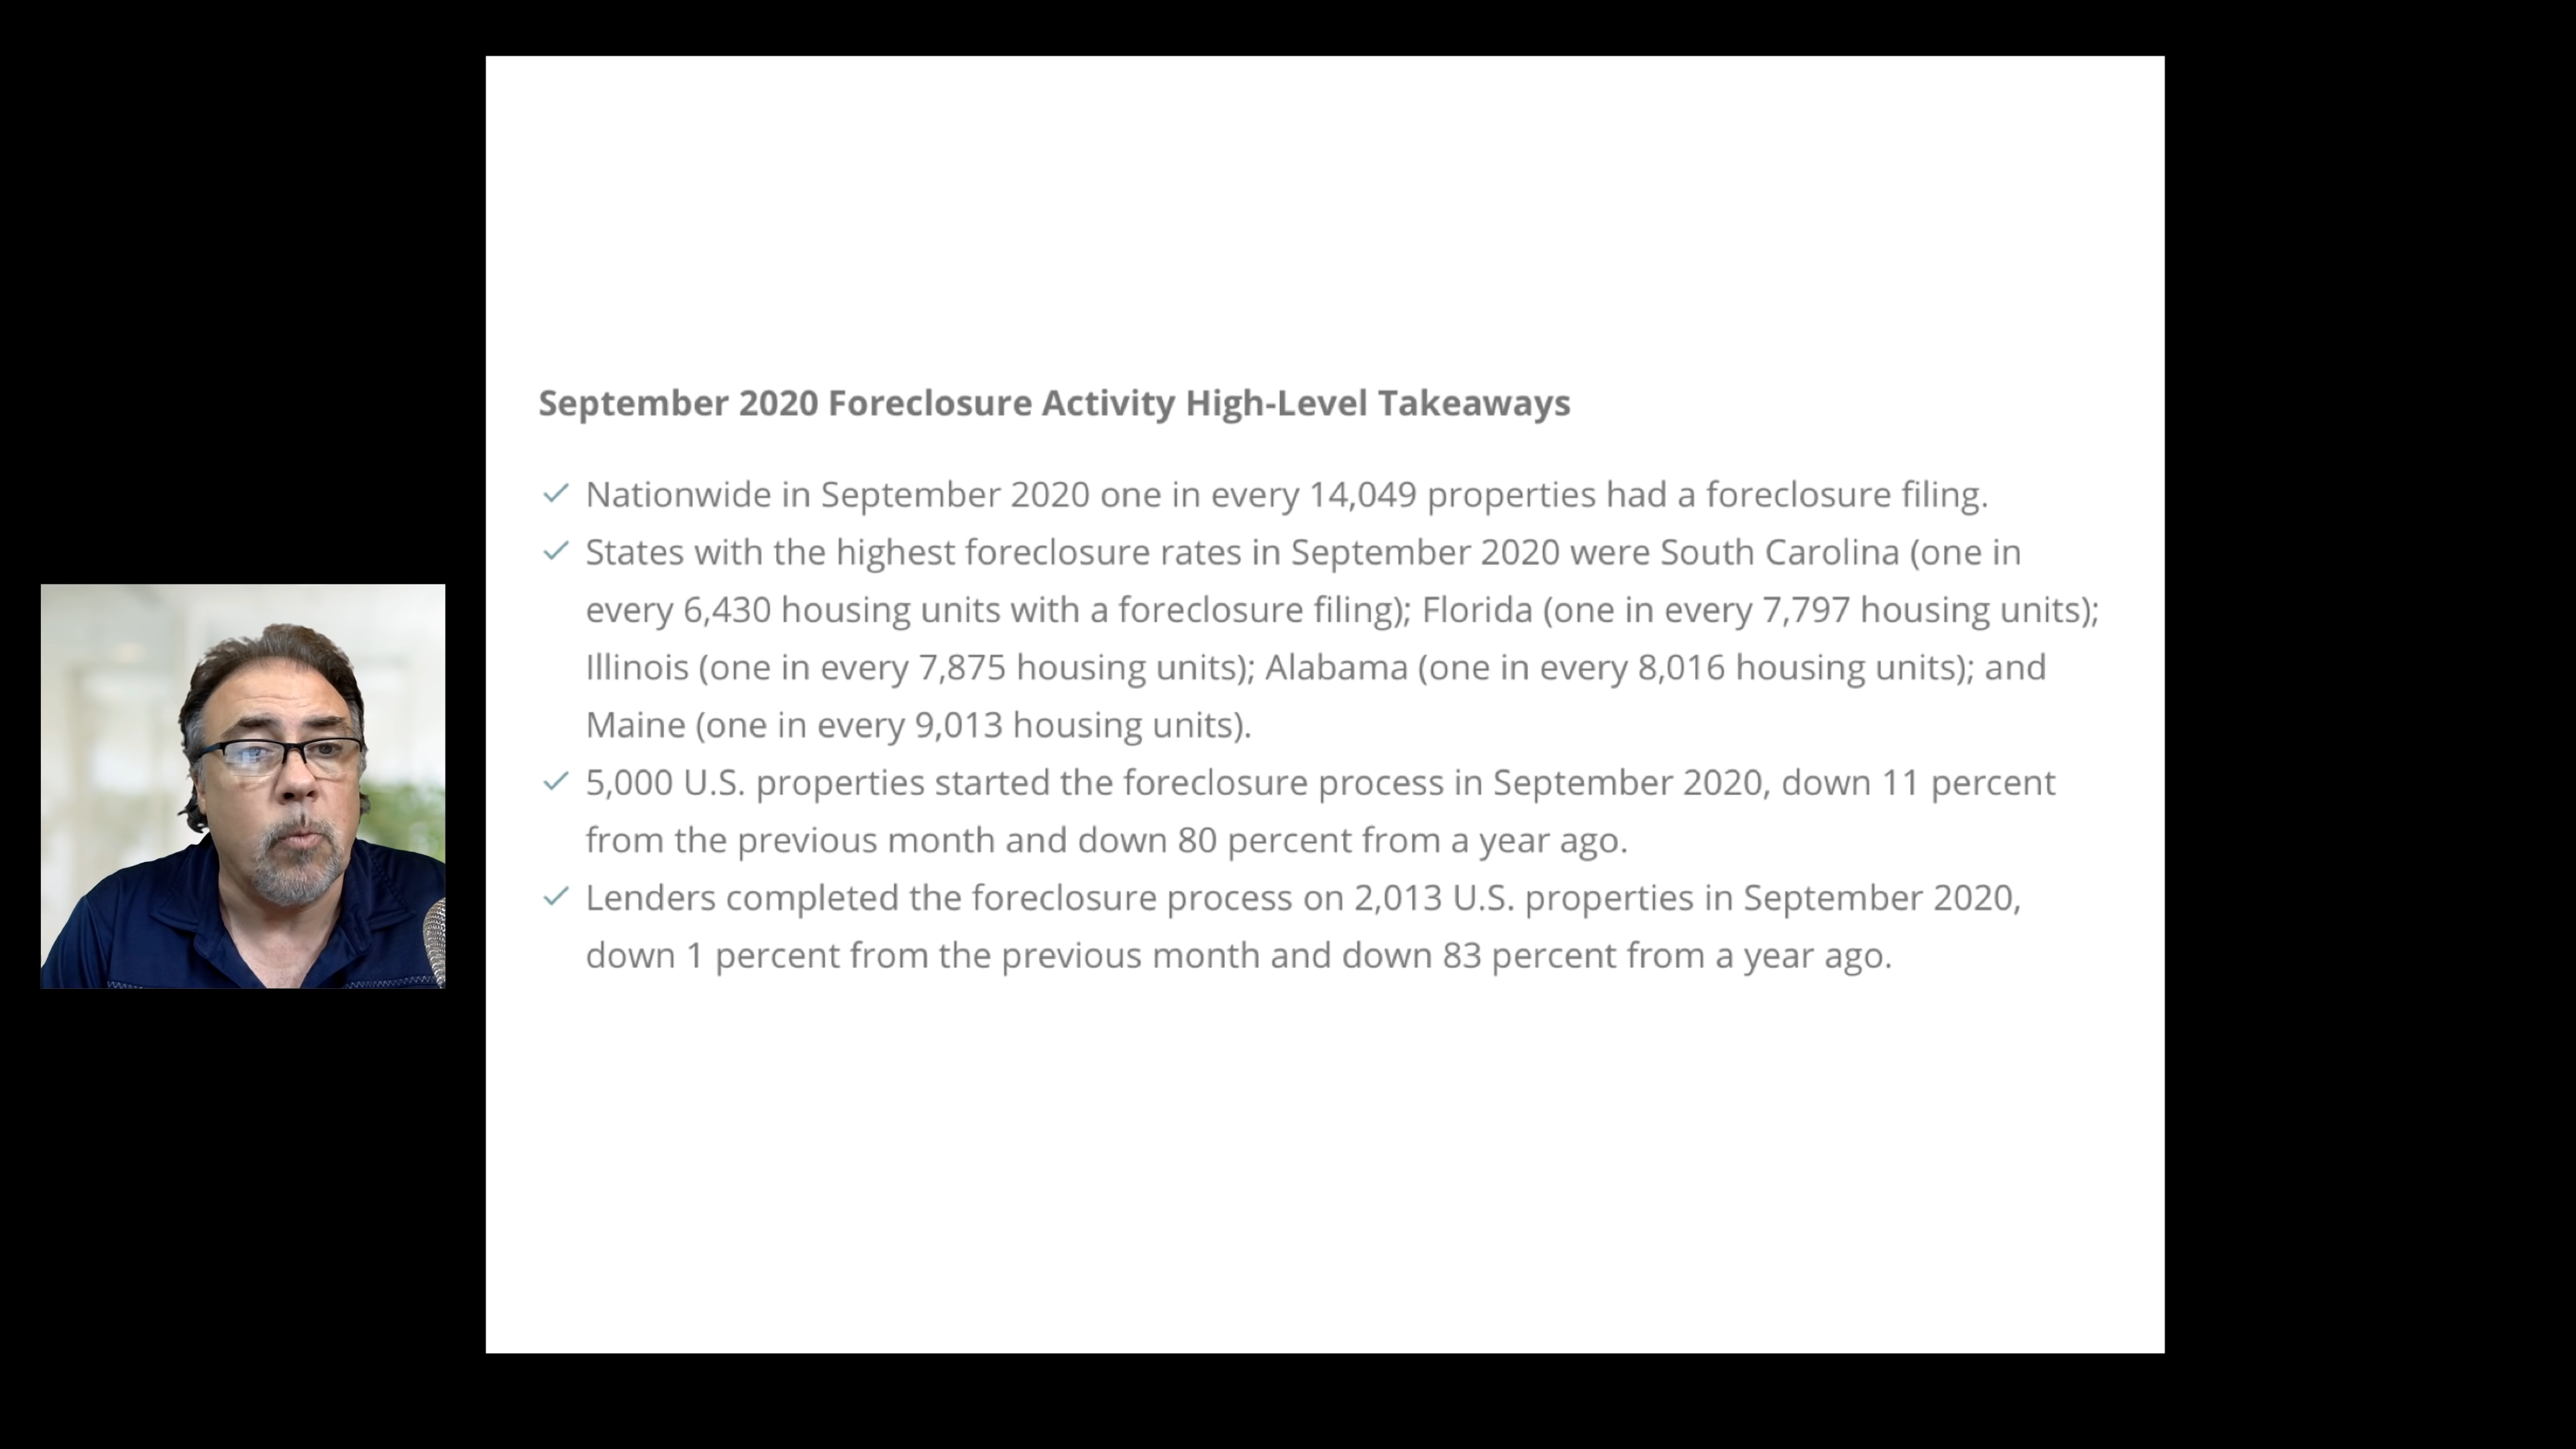 September 2020 Foreclosure Activity High-Level Takeaways
Nationwide in September 2020 one in every 14,049 properties had a foreclosure filing.
States with the highest foreclosure rates in September 2020 were South Carolina (one in
every 6,430 housing units with a foreclosure filing); Florida (one in every 7,797 housing units);
Illinois (one in every 7,875 housing units); Alabama (one in every 8,016 housing units); and
Maine (one in every 9,013 housing units).
5,000 U.S. properties started the foreclosure process in September 2020, down 11 percent
from the previous month and down 80 percent from a year ago.
Lenders completed the foreclosure process on 2,013 U.S. properties in September 2020,
down 1 percent from the previous month and down 83 percent from a year ago.